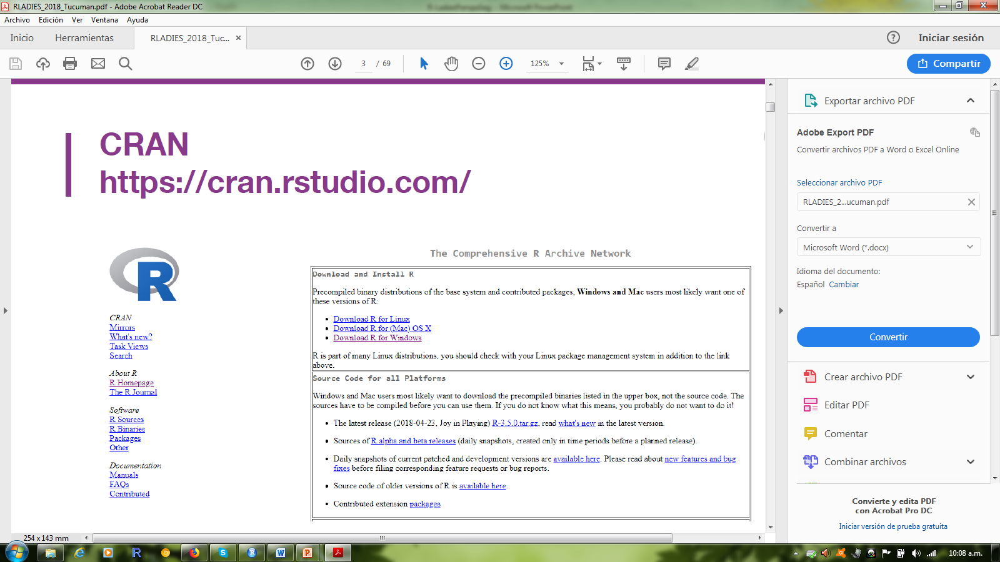 RLADIES_2018_Tucuman.pdf - Adobe Acrobat Reader DC
Archivo Edición Ver Ventana Ayuda
Inicio Herramientas RLADIES_2018_Tuc... × Iniciar sesión
3 / 69 125% Compartir
CRAN
https://cran.rstudio.com/
R
CRAN
Mirrors
What's new?
Task Views
Search
About R
R Homepage
The R Journal
Software
R Sources
R Binaries
Packages
Other
Documentation
Manuals
FAQs
Contributed
The Comprehensive R Archive Network
Download and Install R
Precompiled binary distributions of the base system and contributed packages, Windows and Mac users most likely want one of
these versions of R:
• Download R for Linux
• Download R for (Mac) OS X
• Download R for Windows
R is part of many Linux distributions, you should check with your Linux package management system in addition to the link
above.
Source Code for all Platforms
Windows and Mac users most likely want to download the precompiled binaries listed in the upper box, not the source code. The
sources have to be compiled before you can use them. If you do not know what this means, you probably do not want to do it!
• The latest release (2018-04-23, Joy in Playing) R-3.5.0.tar.gz, read what's new in the latest version.
• Sources of R alpha and beta releases (daily snapshots, created only in time periods before a planned release).
• Daily snapshots of current patched and development versions are available here. Please read about new features and bug
fixes before filing corresponding feature requests or bug reports.
• Source code of older versions of R is available here.
• Contributed extension packages
254 x 143 mm
Exportar archivo PDF
Adobe Export PDF
Convertir archivos PDF a Word o Excel Online
Seleccionar archivo PDF
RLADIES_2...ucuman.pdf
Convertir a
Microsoft Word (*.docx)
Idioma del documento:
Español Cambiar
Convertir
Crear archivo PDF
Editar PDF
Comentar
Combinar archivos
Convierte y edita PDF
con Acrobat Pro DC
Iniciar versión de prueba gratuita
10:08 a.m.